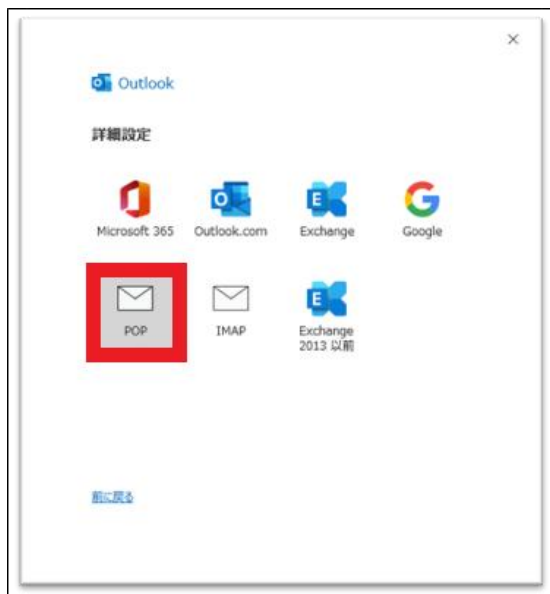 Outlook
詳細設定
Microsoft 365
Outlook.com
Exchange
Google
POP
IMAP
Exchange
2013 以前
前に戻る